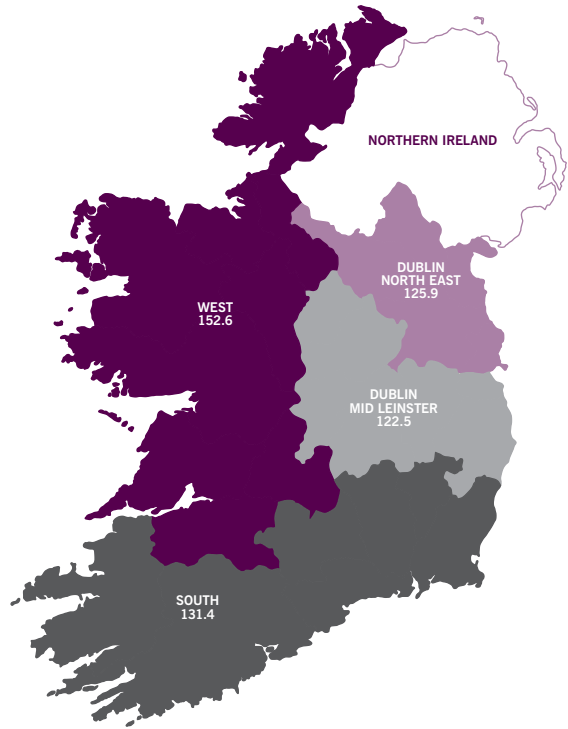 NORTHERN IRELAND
DUBLIN
NORTH EAST
125.9
WEST
152.6
DUBLIN
MID LEINSTER
122.5
SOUTH
131.4